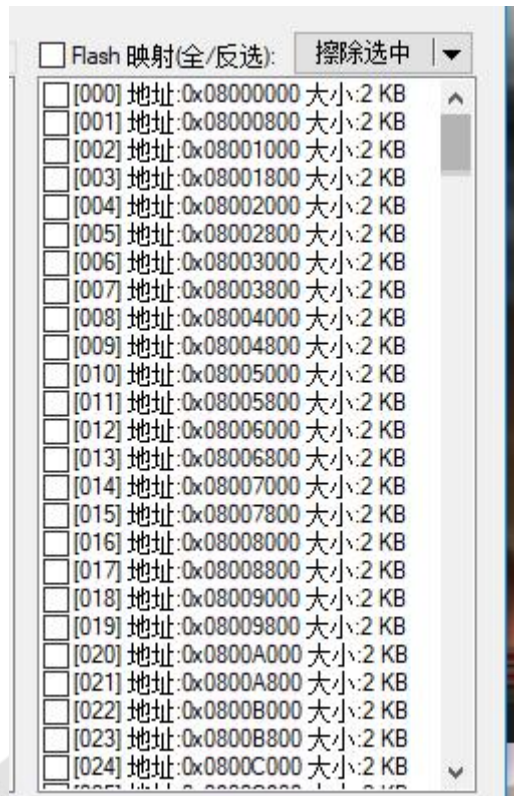 Flash 映射(全/反选): 擦除选中
[000] 地址:0x08000000 大小:2 KB
[001] 地址:0x08000800 大小:2 KB
[002] 地址:0x08001000 大小:2 KB
[003] 地址:0x08001800 大小:2 KB
[004] 地址:0x08002000 大小:2 KB
[005] 地址:0x08002800 大小:2 KB
[006] 地址:0x08003000 大小:2 KB
[007] 地址:0x08003800 大小:2 KB
[008] 地址:0x08004000 大小:2 KB
[009] 地址:0x08004800 大小:2 KB
[010] 地址:0x08005000 大小:2 KB
[011] 地址:0x08005800 大小:2 KB
[012] 地址:0x08006000 大小:2 KB
[013] 地址:0x08006800 大小:2 KB
[014] 地址:0x08007000 大小:2 KB
[015] 地址:0x08007800 大小:2 KB
[016] 地址:0x08008000 大小:2 KB
[017] 地址:0x08008800 大小:2 KB
[018] 地址:0x08009000 大小:2 KB
[019] 地址:0x08009800 大小:2 KB
[020] 地址:0x0800A000 大小:2 KB
[021] 地址:0x0800A800 大小:2 KB
[022] 地址:0x0800B000 大小:2 KB
[023] 地址:0x0800B800 大小:2 KB
[024] 地址:0x0800C000 大小:2 KB